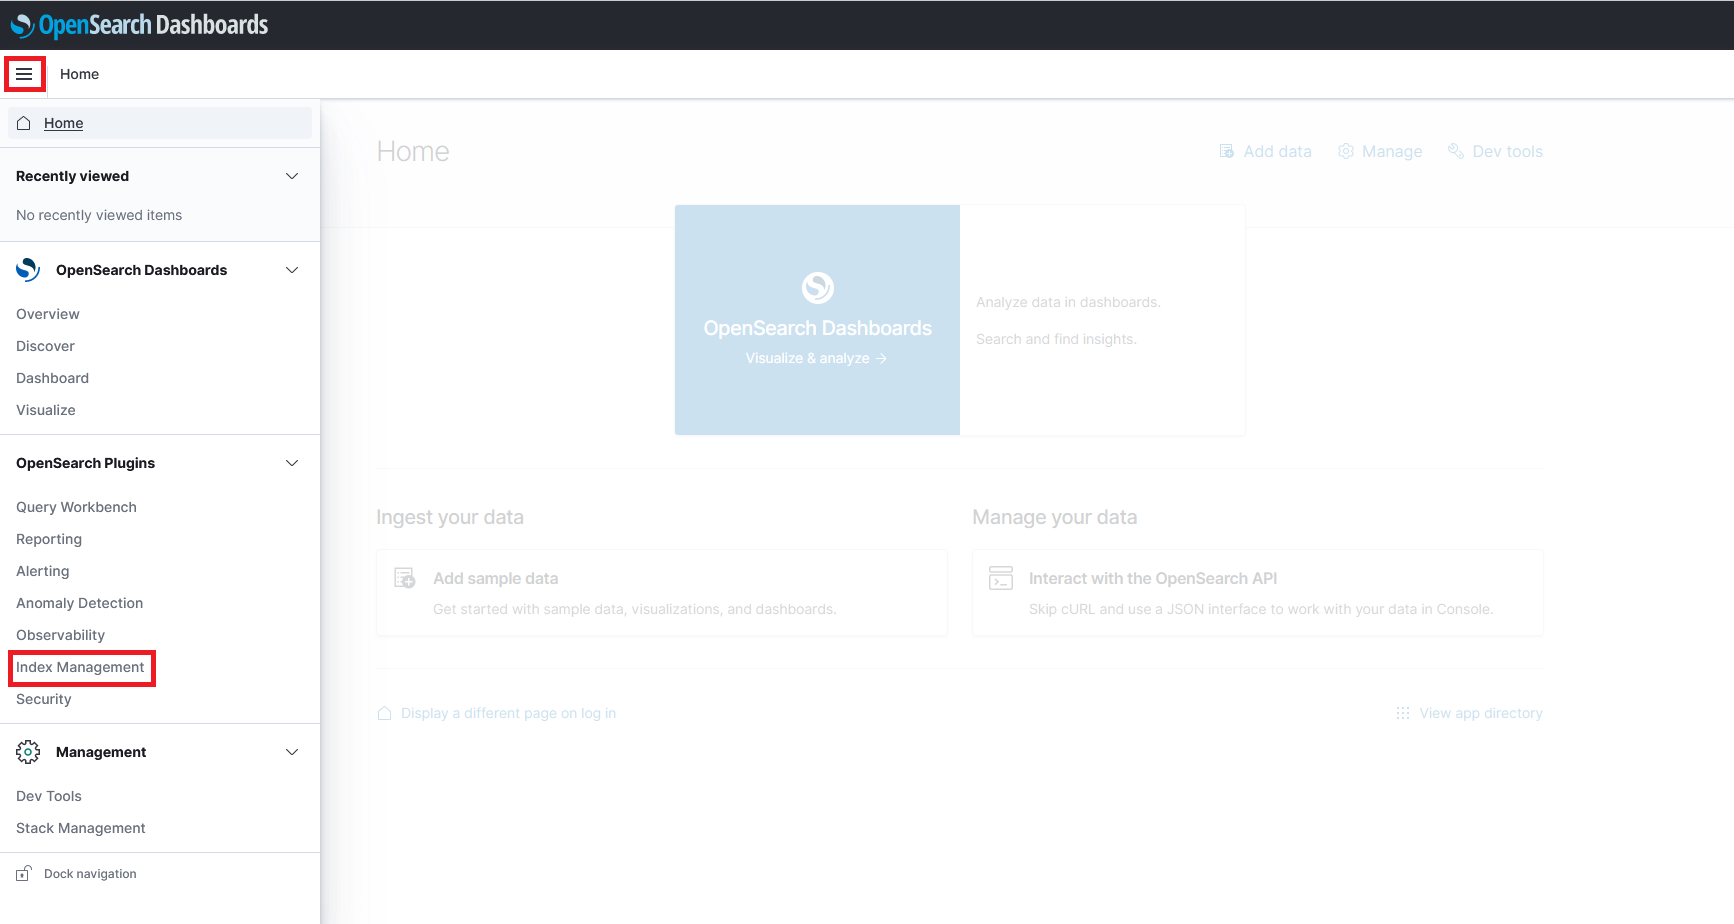 OpenSearch Dashboards
Home
Home
Recently viewed
No recently viewed items
OpenSearch Dashboards
Overview
Discover
Dashboard
Visualize
OpenSearch Plugins
Query Workbench
Reporting
Alerting
Anomaly Detection
Observability
Index Management
Security
Management
Dev Tools
Stack Management
Dock navigation
Home
Add data
Manage
Dev tools
OpenSearch Dashboards
Visualize & analyze →
Analyze data in dashboards.
Search and find insights.
Ingest your data
Add sample data
Get started with sample data, visualizations, and dashboards.
Manage your data
Interact with the OpenSearch API
Skip cURL and use a JSON interface to work with your data in Console.
Display a different page on log in
View app directory